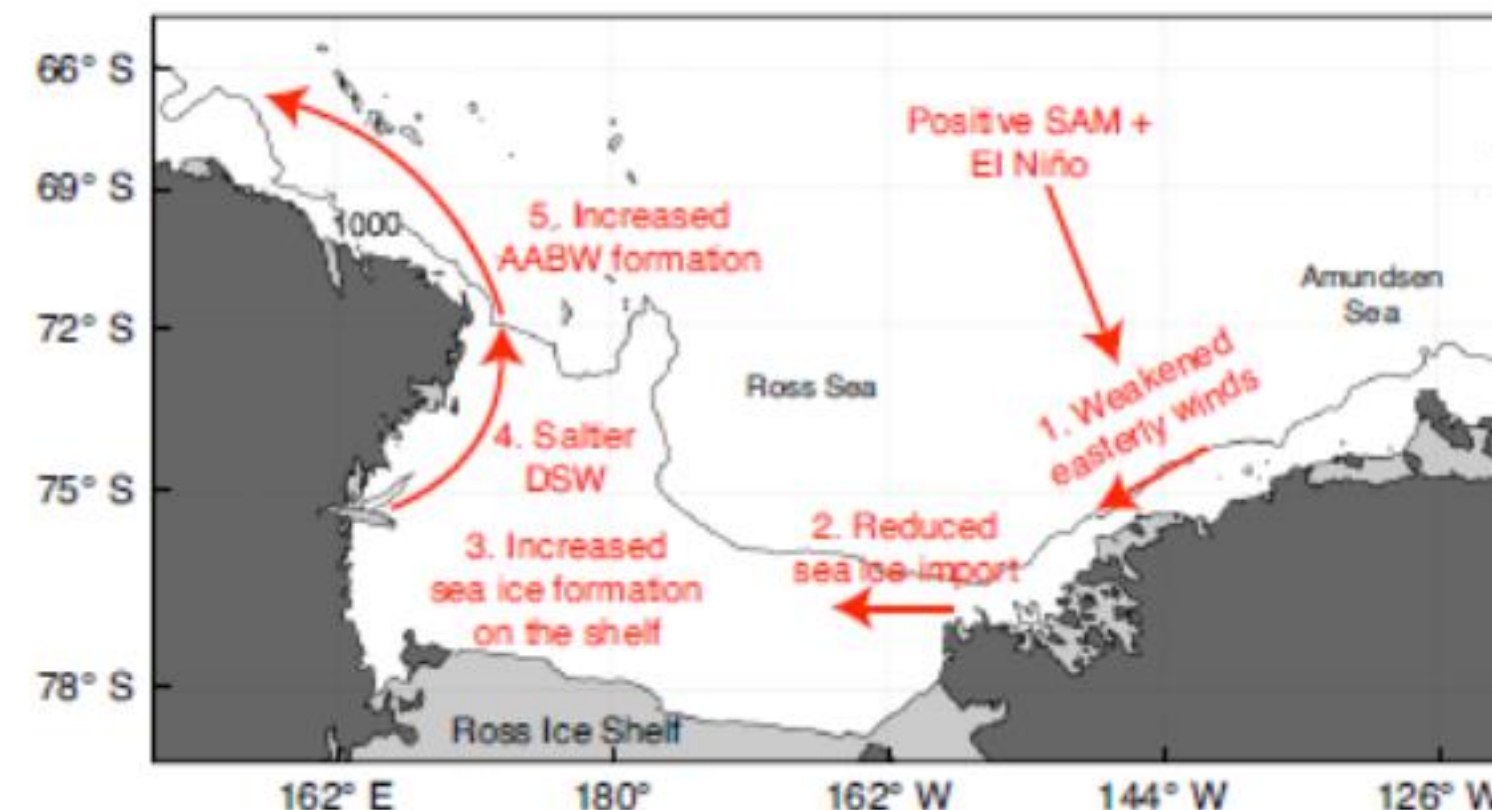 66° S
69° S
72° S
75° S
78° S
162° E
180°
162° W
144° W
126° W
Positive SAM +
El Niño
Amundsen
Sea
1. Weakened
easterly winds
Ross Sea
2. Reduced
sea ice import
3. Increased
sea ice formation
on the shelf
4. Saltier
DSW
5. Increased
AABW formation
1000
Ross Ice Shelf